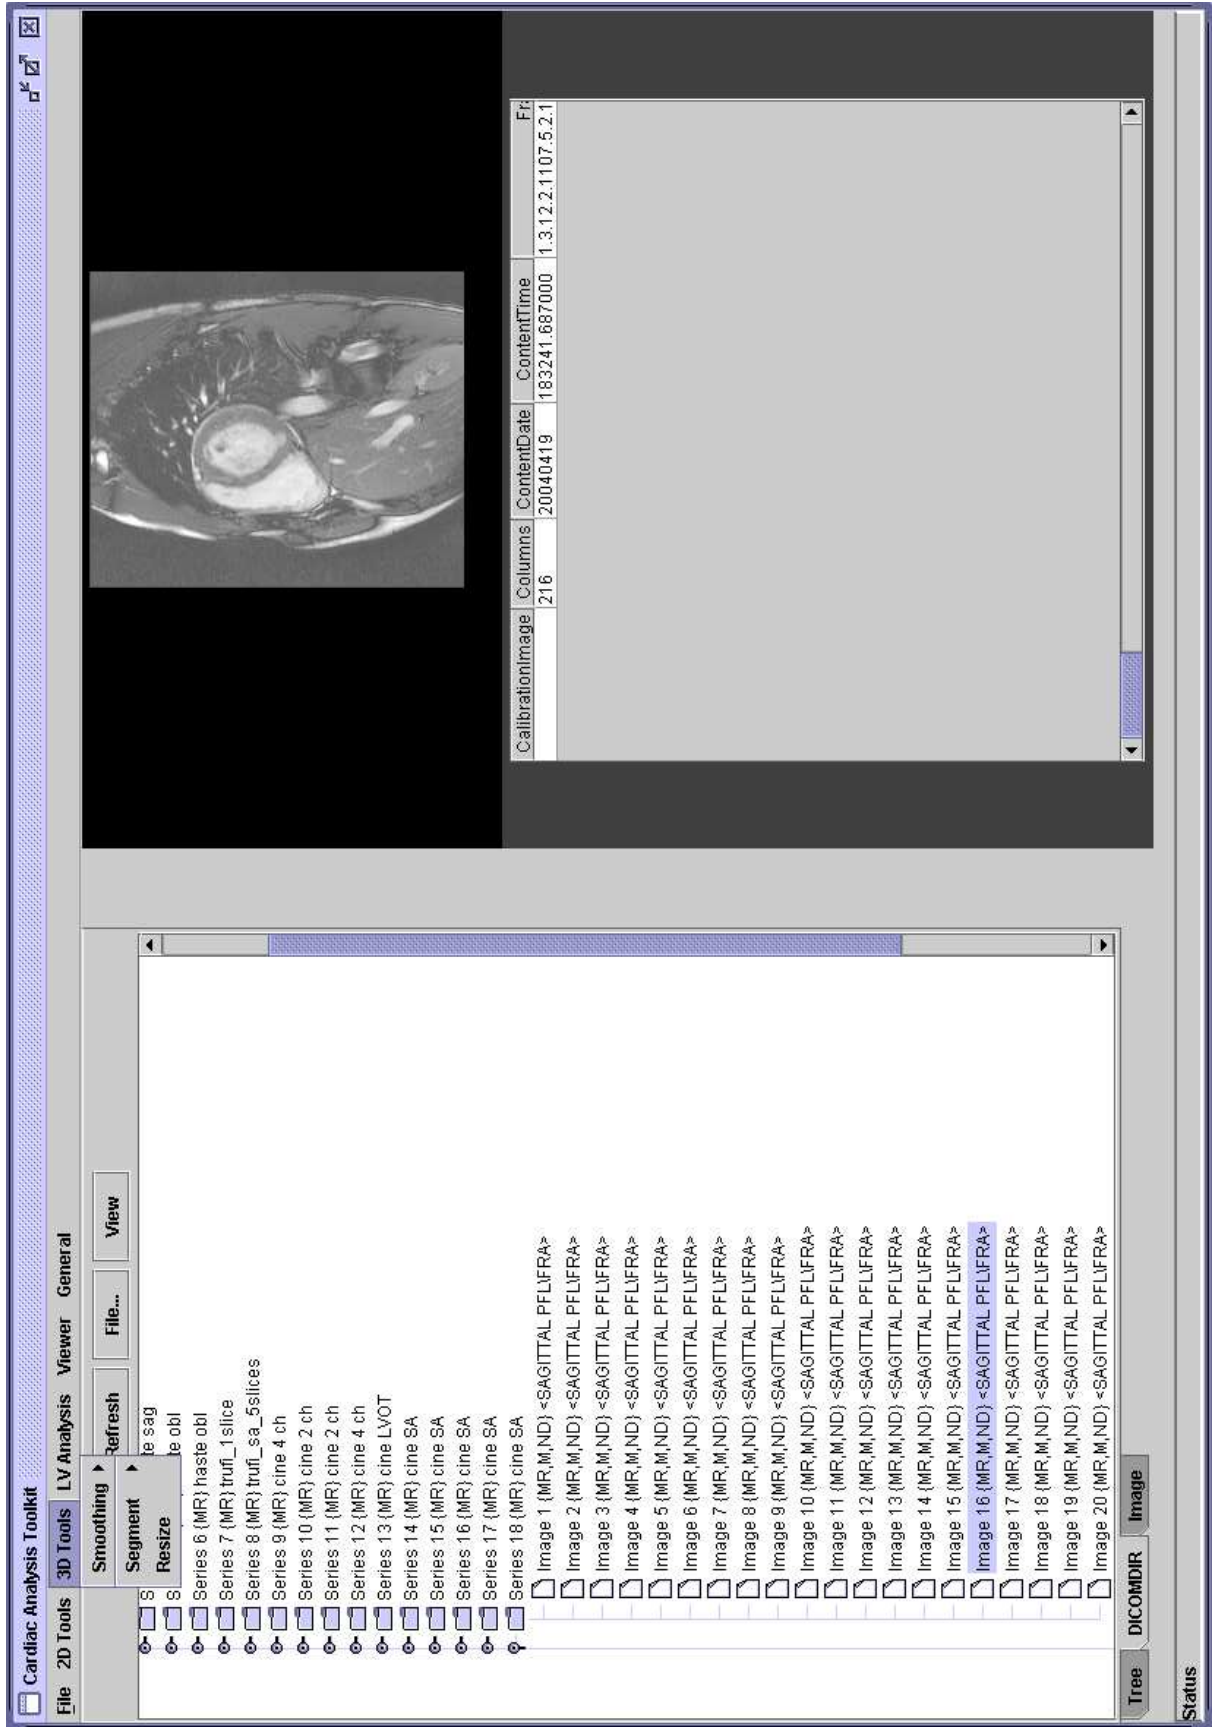 Cardiac Analysis Toolkit
File 2D Tools 3D Tools LV Analysis Viewer General
Smoothing
Segment
Resize
Refresh File... View
S te sag
S te obl
Series 6 {MR} haste obl
Series 7 {MR} trufi_1slice
Series 8 {MR} trufi_sa_5slices
Series 9 {MR} cine 4 ch
Series 10 {MR} cine 2 ch
Series 11 {MR} cine 2 ch
Series 12 {MR} cine 4 ch
Series 13 {MR} cine LVOT
Series 14 {MR} cine SA
Series 15 {MR} cine SA
Series 16 {MR} cine SA
Series 17 {MR} cine SA
Series 18 {MR} cine SA
Image 1 {MR,M,ND} <SAGITTAL PFL\FRA>
Image 2 {MR,M,ND} <SAGITTAL PFL\FRA>
Image 3 {MR,M,ND} <SAGITTAL PFL\FRA>
Image 4 {MR,M,ND} <SAGITTAL PFL\FRA>
Image 5 {MR,M,ND} <SAGITTAL PFL\FRA>
Image 6 {MR,M,ND} <SAGITTAL PFL\FRA>
Image 7 {MR,M,ND} <SAGITTAL PFL\FRA>
Image 8 {MR,M,ND} <SAGITTAL PFL\FRA>
Image 9 {MR,M,ND} <SAGITTAL PFL\FRA>
Image 10 {MR,M,ND} <SAGITTAL PFL\FRA>
Image 11 {MR,M,ND} <SAGITTAL PFL\FRA>
Image 12 {MR,M,ND} <SAGITTAL PFL\FRA>
Image 13 {MR,M,ND} <SAGITTAL PFL\FRA>
Image 14 {MR,M,ND} <SAGITTAL PFL\FRA>
Image 15 {MR,M,ND} <SAGITTAL PFL\FRA>
Image 16 {MR,M,ND} <SAGITTAL PFL\FRA>
Image 17 {MR,M,ND} <SAGITTAL PFL\FRA>
Image 18 {MR,M,ND} <SAGITTAL PFL\FRA>
Image 19 {MR,M,ND} <SAGITTAL PFL\FRA>
Image 20 {MR,M,ND} <SAGITTAL PFL\FRA>
Tree DICOMDIR Image
CalibrationImage Columns ContentDate ContentTime Fr
216 20040419 183241.687000 1.3.12.2.1107.5.2.1
Status